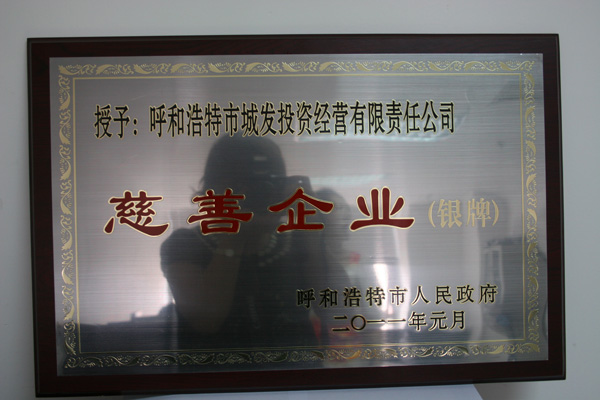 授予：呼和浩特市城发投资经营有限责任公司
慈善企业（银牌）
呼和浩特市人民政府
二〇一一年元月